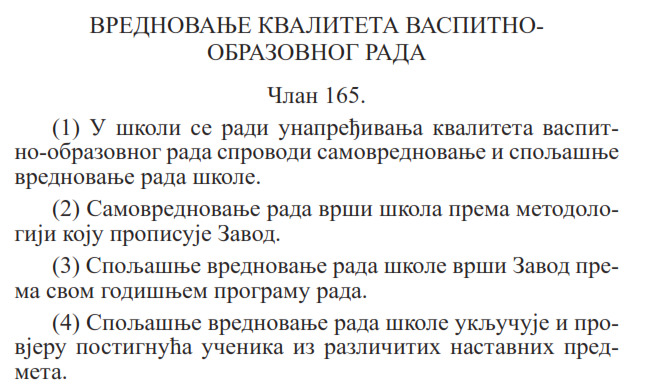 ВРЕДНОВАЊЕ КВАЛИТЕТА ВАСПИТНО-
ОБРАЗОВНОГ РАДА
Члан 165.
(1) У школи се ради унапређивања квалитета васпит-
но-образовног рада спроводи самовредновање и спољашње
вредновање рада школе.
(2) Самовредновање рада врши школа према методоло-
гији коју прописује Завод.
(3) Спољашње вредновање рада школе врши Завод пре-
ма свом годишњем програму рада.
(4) Спољашње вредновање рада школе укључује и про-
вјеру постигнућа ученика из различитих наставних пред-
мета.